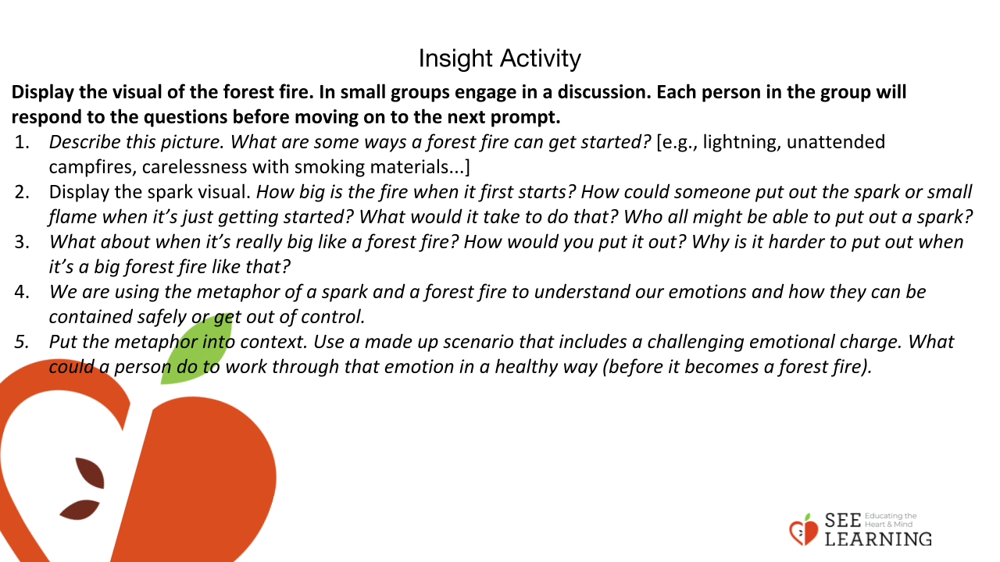 Insight Activity
Display the visual of the forest fire. In small groups engage in a discussion. Each person in the group will
respond to the questions before moving on to the next prompt.
1. Describe this picture. What are some ways a forest fire can get started? [e.g., lightning, unattended
campfires, carelessness with smoking materials...]
2. Display the spark visual. How big is the fire when it first starts? How could someone put out the spark or small
flame when it’s just getting started? What would it take to do that? Who all might be able to put out a spark?
3. What about when it’s really big like a forest fire? How would you put it out? Why is it harder to put out when
it’s a big forest fire like that?
4. We are using the metaphor of a spark and a forest fire to understand our emotions and how they can be
contained safely or get out of control.
5. Put the metaphor into context. Use a made up scenario that includes a challenging emotional charge. What
could a person do to work through that emotion in a healthy way (before it becomes a forest fire).
SEE Educating the
Heart & Mind
LEARNING